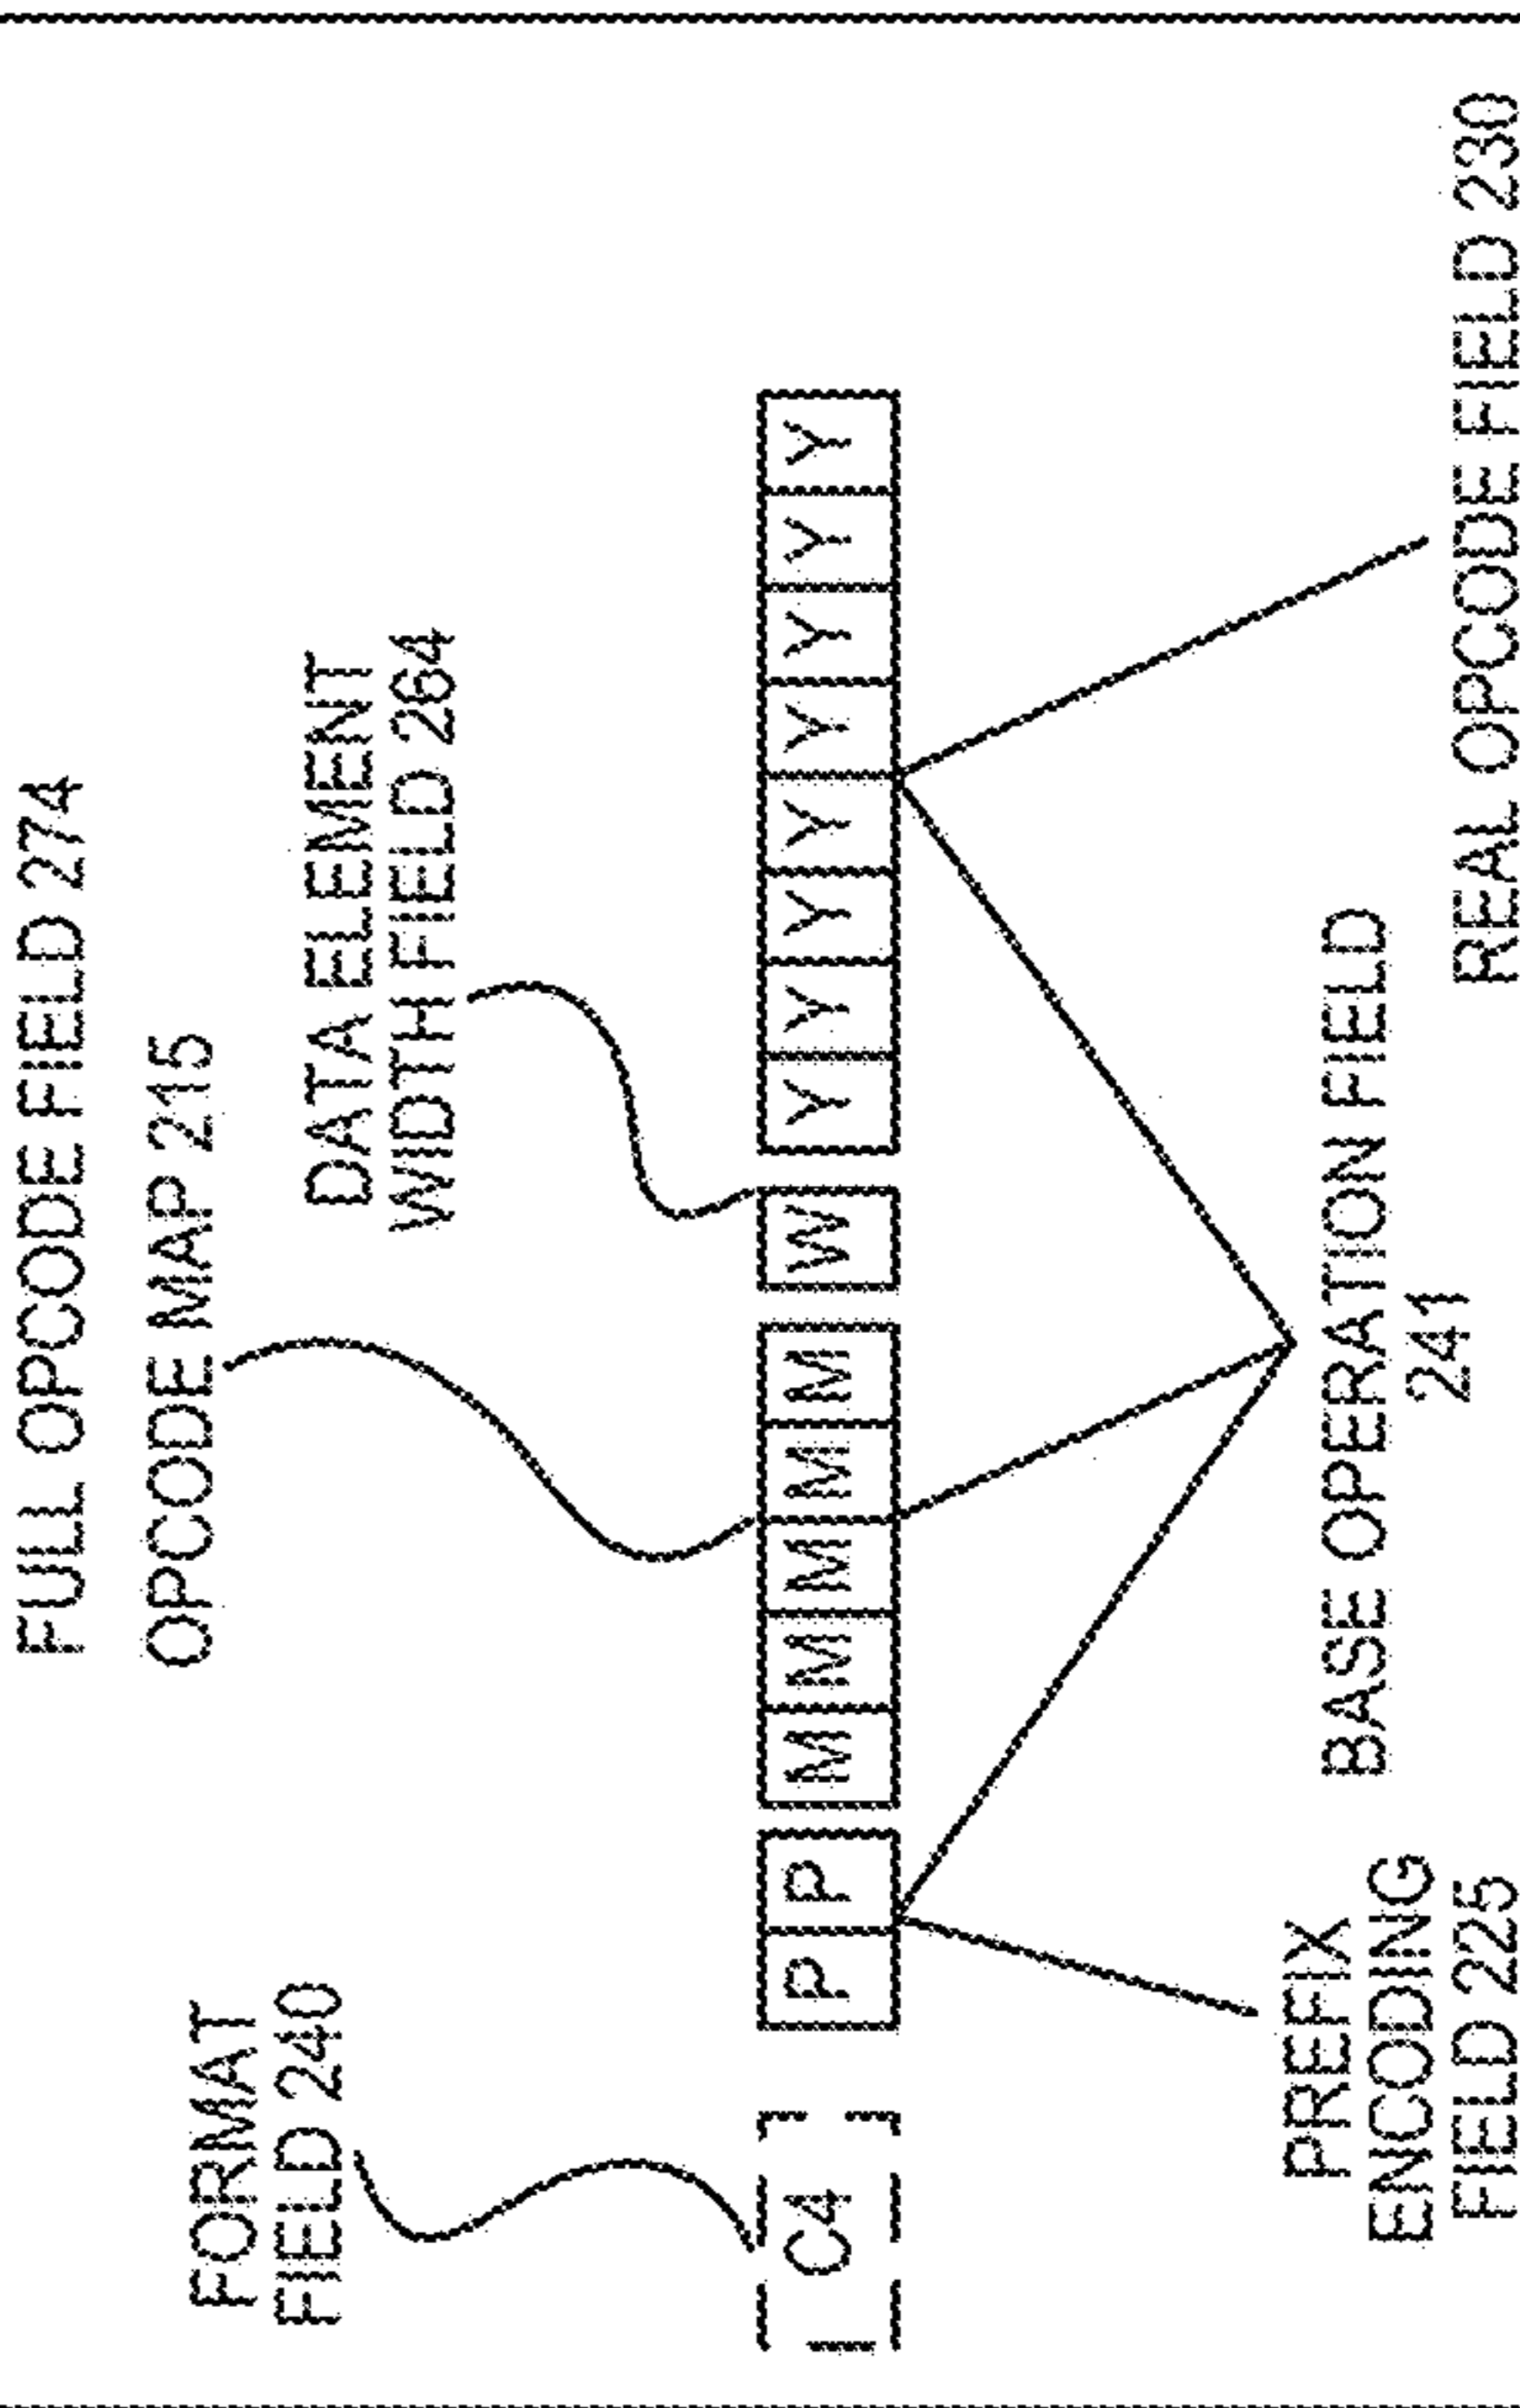 FULL OPCODE FIELD 274
OPCODE MAP 215
FORMAT
FIELD 240
DATA ELEMENT
WIDTH FIELD 264
C4 P P M M M M M W Y Y Y Y Y Y Y Y
PREFIX
ENCODING
FIELD 225
BASE OPERATION FIELD
241
REAL OPCODE FIELD 230